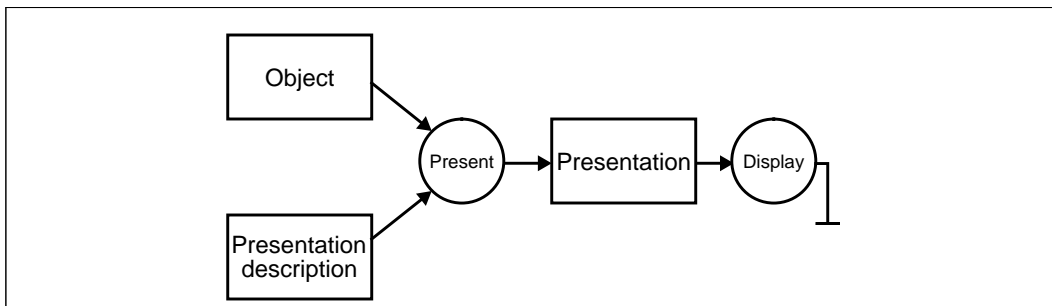 Object
Present
Presentation
Display
Presentation
description